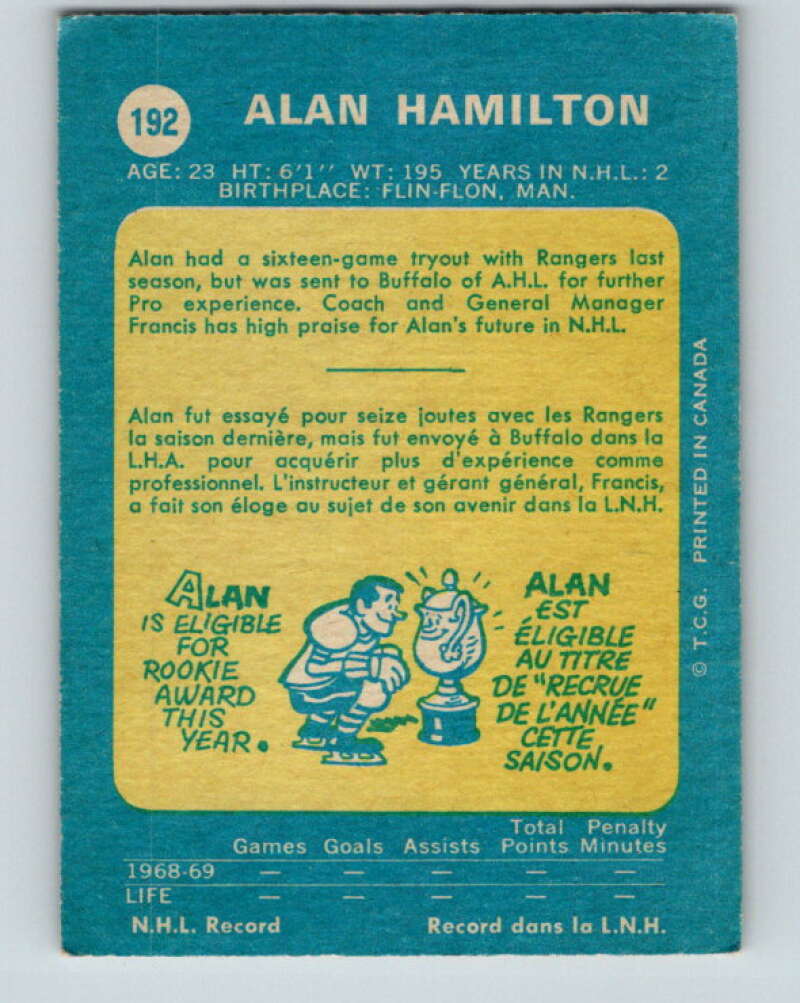 192
ALAN HAMILTON
AGE: 23 HT: 6'1'' WT: 195 YEARS IN N.H.L.: 2
BIRTHPLACE: FLIN-FLON, MAN.
Alan had a sixteen-game tryout with Rangers last
season, but was sent to Buffalo of A.H.L. for further
Pro experience. Coach and General Manager
Francis has high praise for Alan's future in N.H.L.
Alan fut essayé pour seize joutes avec les Rangers
la saison dernière, mais fut envoyé à Buffalo dans la
L.H.A. pour acquérir plus d'expérience comme
professionnel. L'instructeur et gérant général, Francis,
a fait son éloge au sujet de son avenir dans la L.N.H.
ALAN
IS ELIGIBLE
FOR
ROOKIE
AWARD
THIS
YEAR.
ALAN
EST
ÉLIGIBLE
AU TITRE
DE "RECRUE
DE L'ANNÉE"
CETTE
SAISON.
© T.C.G. PRINTED IN CANADA
Games Goals Assists Total Points Penalty Minutes
1968-69 — — — — —
LIFE — — — — —
N.H.L. Record Record dans la L.N.H.